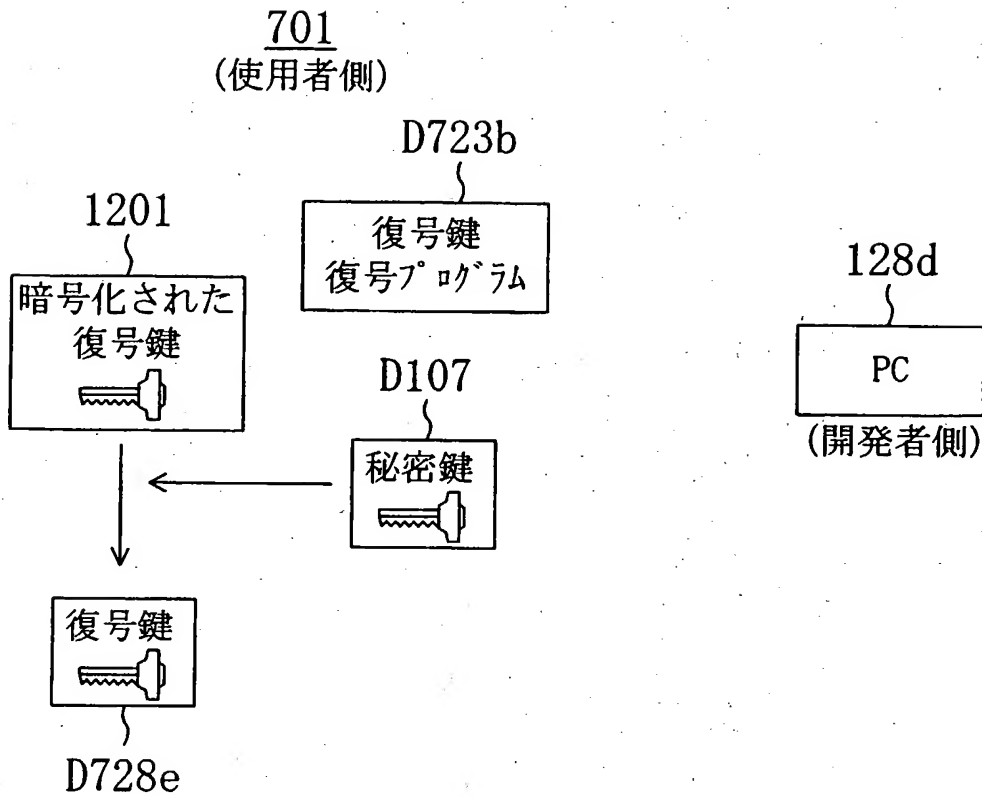 701
(使用者側)
D723b
復号鍵
復号プログラム
1201
暗号化された
復号鍵
128d
PC
(開発者側)
D107
秘密鍵
復号鍵
D728e